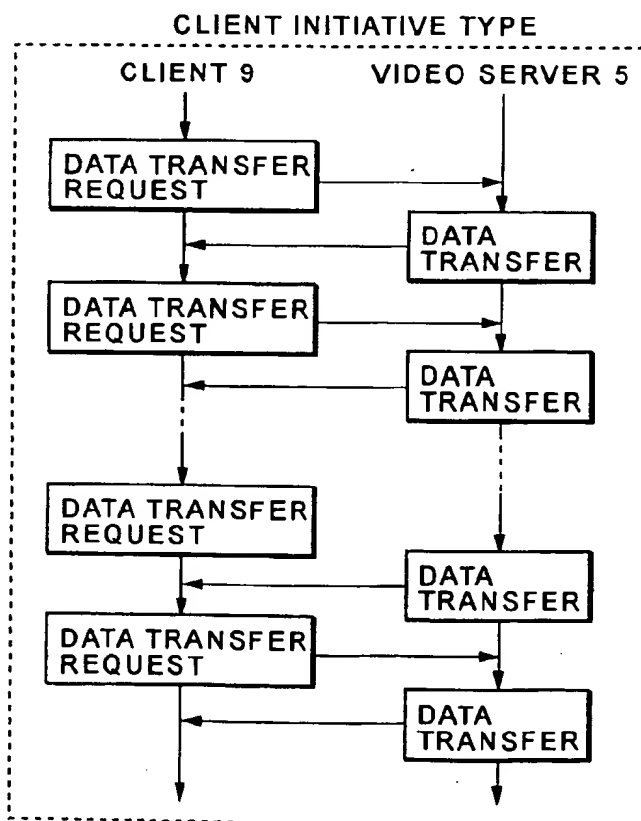 CLIENT INITIATIVE TYPE
CLIENT 9
VIDEO SERVER 5
DATA TRANSFER
REQUEST
DATA
TRANSFER
DATA TRANSFER
REQUEST
DATA
TRANSFER
DATA TRANSFER
REQUEST
DATA
TRANSFER
DATA TRANSFER
REQUEST
DATA
TRANSFER